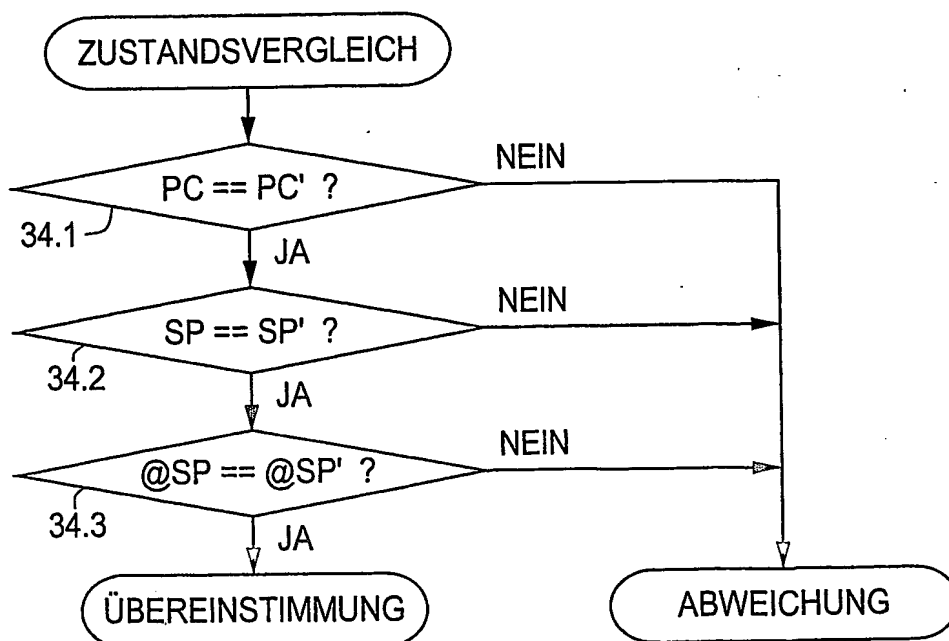 ZUSTANDSVERGLEICH
PC == PC' ?
NEIN
34.1
JA
SP == SP' ?
NEIN
34.2
JA
@SP == @SP' ?
NEIN
34.3
JA
ÜBEREINSTIMMUNG
ABWEICHUNG